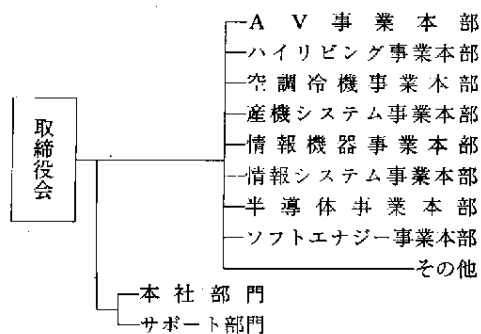 取締役会
AV事業本部
ハイリビング事業本部
空調冷機事業本部
産機システム事業本部
情報機器事業本部
情報システム事業本部
半導体事業本部
ソフトエナジー事業本部
その他
本社部門
サポート部門